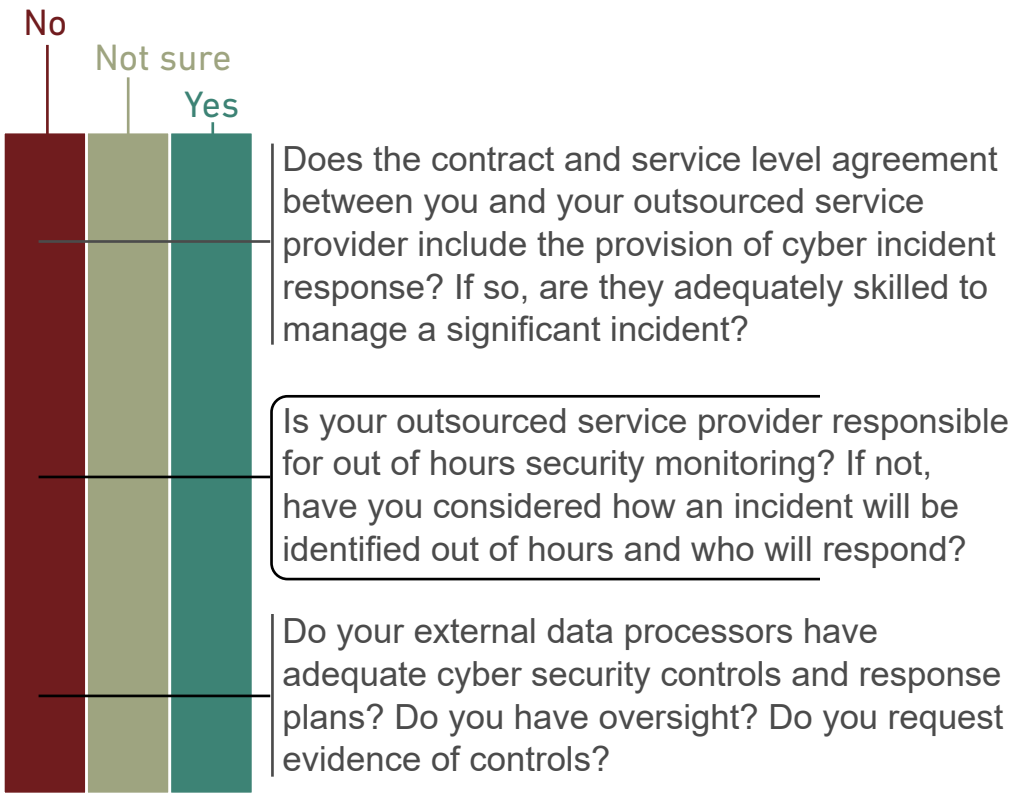 No
Not sure
Yes
Does the contract and service level agreement
between you and your outsourced service
provider include the provision of cyber incident
response? If so, are they adequately skilled to
manage a significant incident?
Is your outsourced service provider responsible
for out of hours security monitoring? If not,
have you considered how an incident will be
identified out of hours and who will respond?
Do your external data processors have
adequate cyber security controls and response
plans? Do you have oversight? Do you request
evidence of controls?